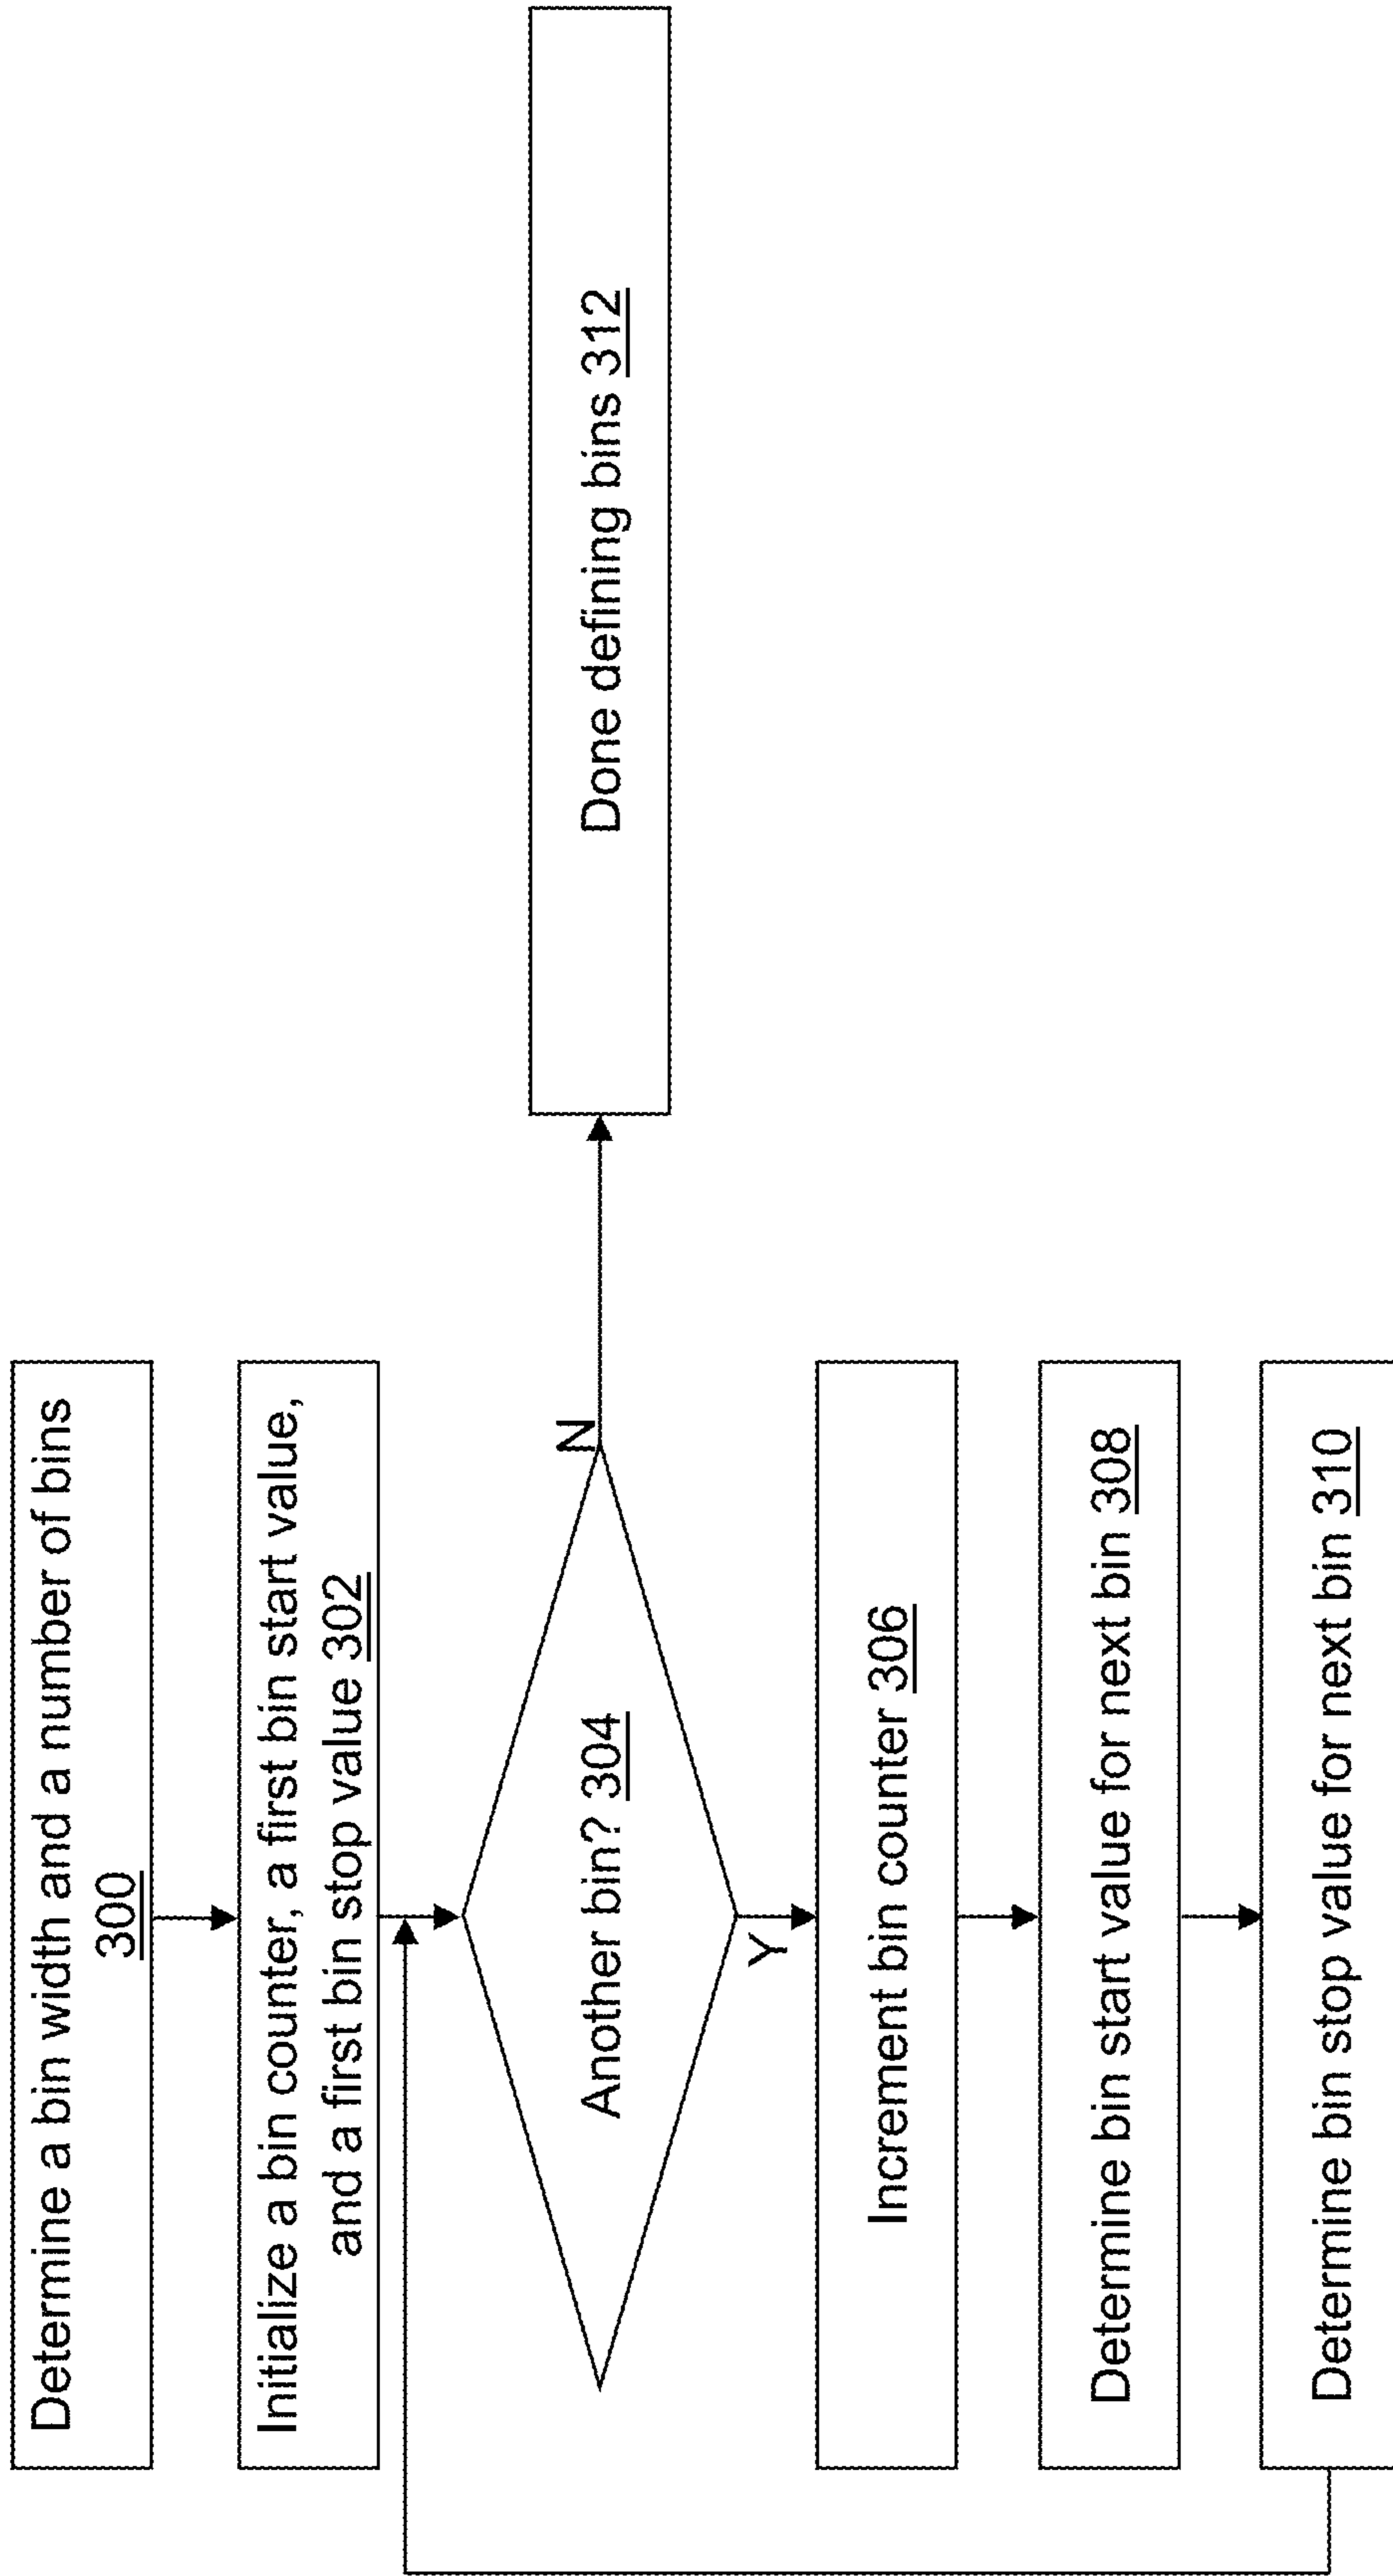 Determine a bin width and a number of bins
300
Initialize a bin counter, a first bin start value,
and a first bin stop value 302
Another bin? 304
N
Y
Done defining bins 312
Increment bin counter 306
Determine bin start value for next bin 308
Determine bin stop value for next bin 310